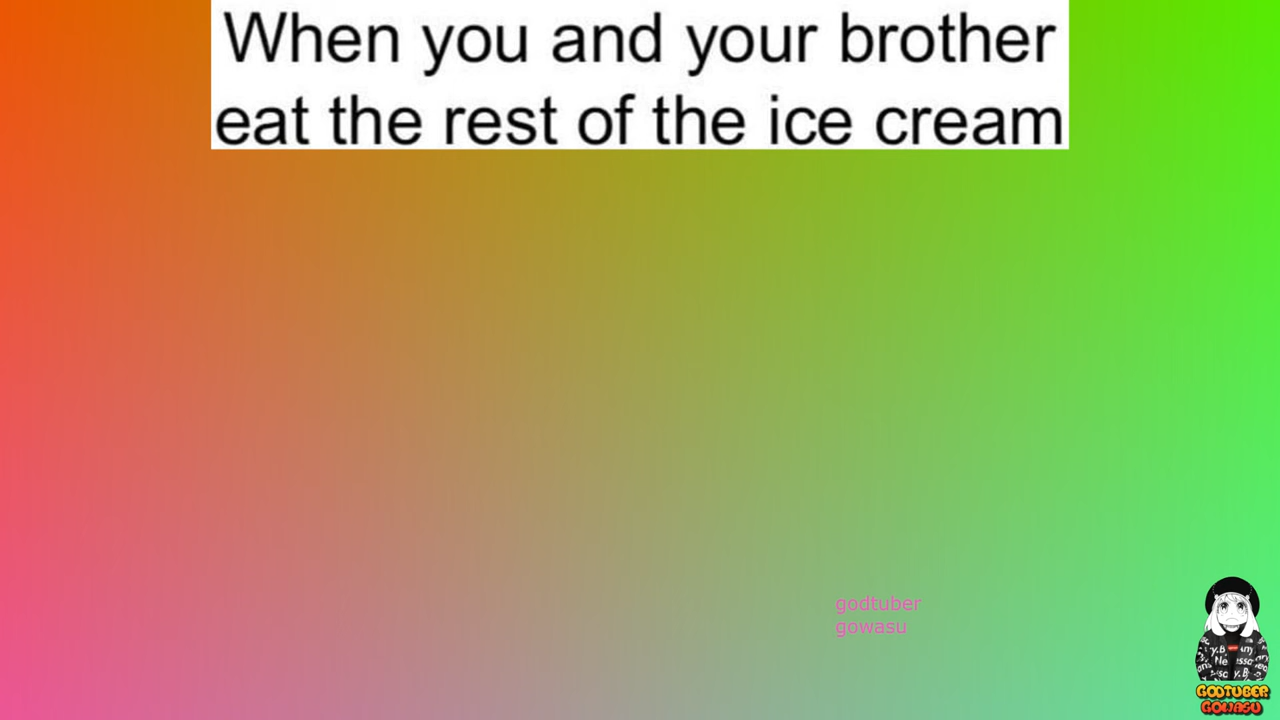 When you and your brother
eat the rest of the ice cream
godtuber
gowasu
GODTUBER
GOWASU